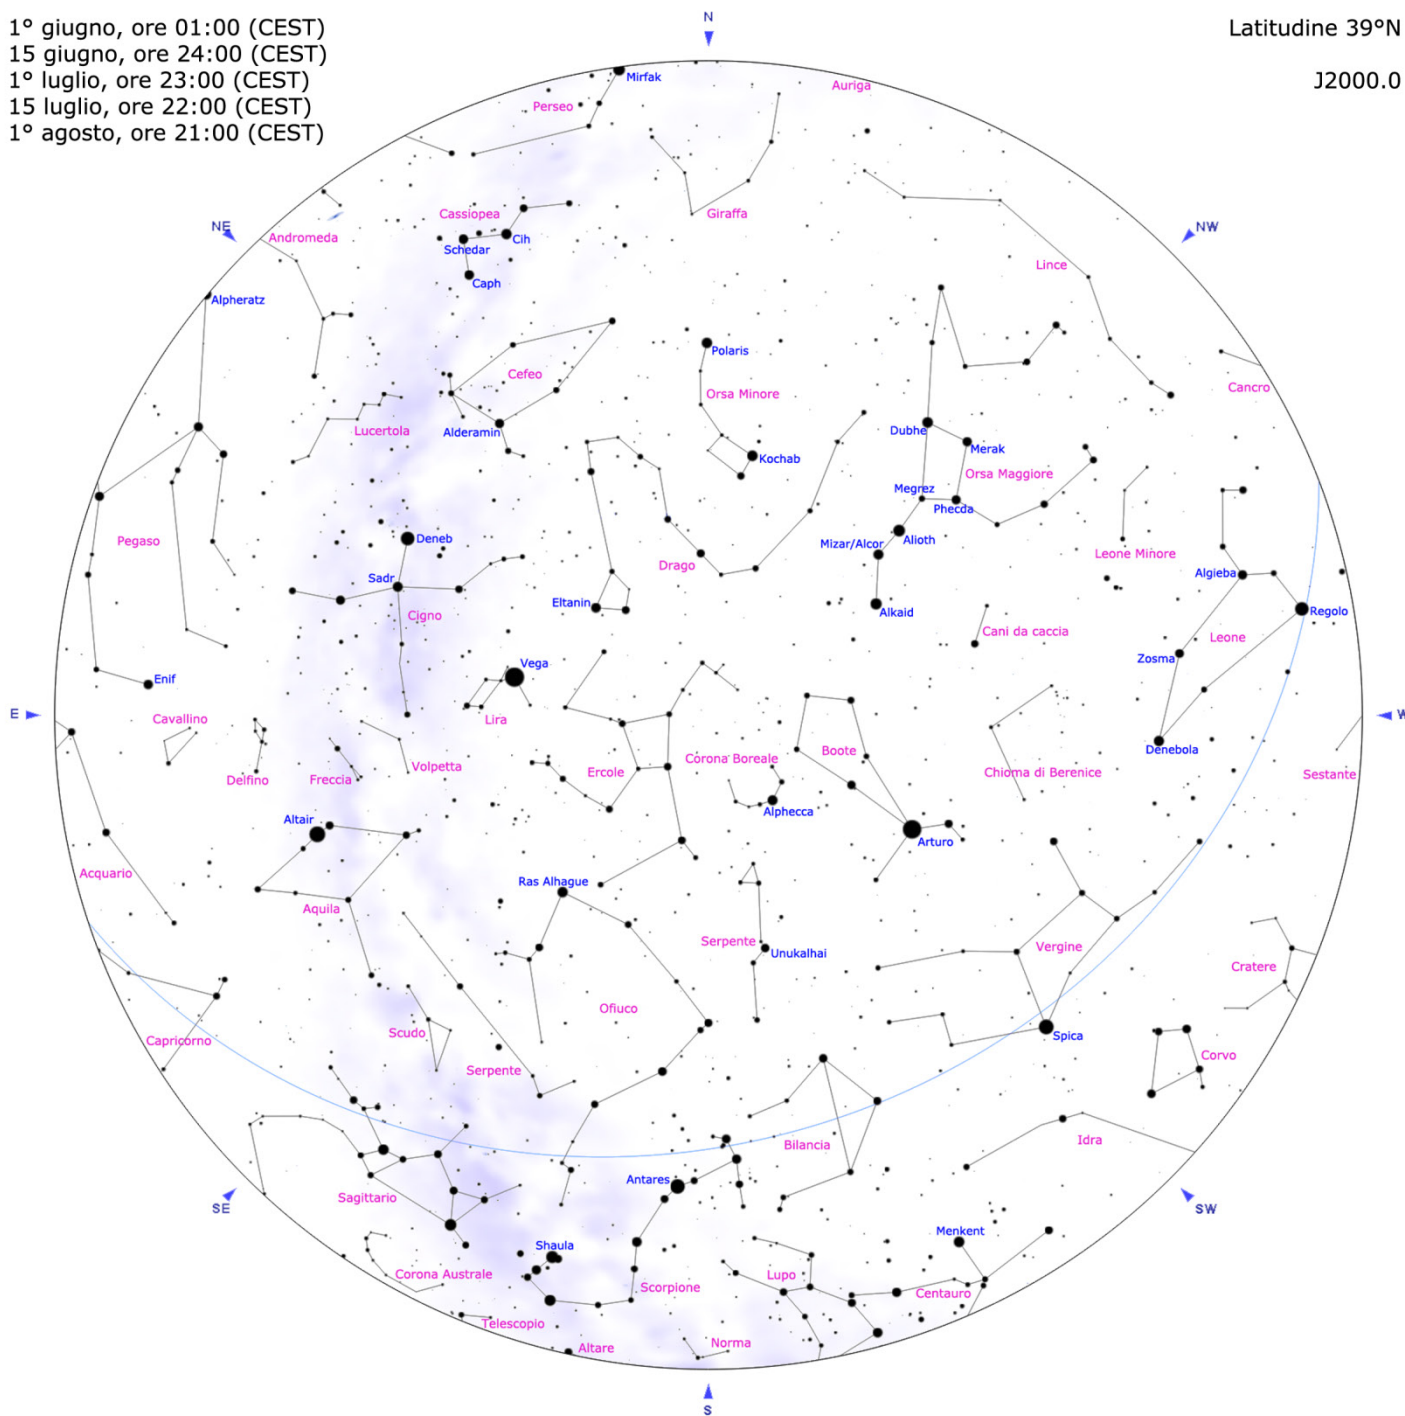 1° giugno, ore 01:00 (CEST)
15 giugno, ore 24:00 (CEST)
1° luglio, ore 23:00 (CEST)
15 luglio, ore 22:00 (CEST)
1° agosto, ore 21:00 (CEST)
Latitudine 39°N
J2000.0
N
Mirfak
Auriga
Perseo
Cassiopea
Giraffa
NE
NW
Andromeda
Cih
Schedar
Lince
Caph
Alpheratz
Polaris
Cefeo
Cancro
Orsa Minore
Lucertola
Alderamin
Dubhe
Merak
Kochab
Orsa Maggiore
Megrez
Phecda
Deneb
Pegaso
Alioth
Mizar/Alcor
Leone Minore
Drago
Algieba
Sadr
Eltanin
Cigno
Alkaid
Regolo
Cani da caccia
Leone
Zosma
Vega
Enif
E
W
Cavallino
Lira
Denebola
Boote
Corona Boreale
Volpetta
Ercole
Chioma di Berenice
Sestante
Delfino
Freccia
Alphecca
Altair
Arturo
Acquario
Ras Alhague
Aquila
Serpente
Vergine
Unukalhai
Cratere
Ofiuco
Scudo
Spica
Capricorno
Corvo
Serpente
Idra
Bilancia
Antares
Sagittario
SE
SW
Menkent
Shaula
Corona Australe
Lupo
Scorpione
Centauro
Telescopio
Norma
Altare
S